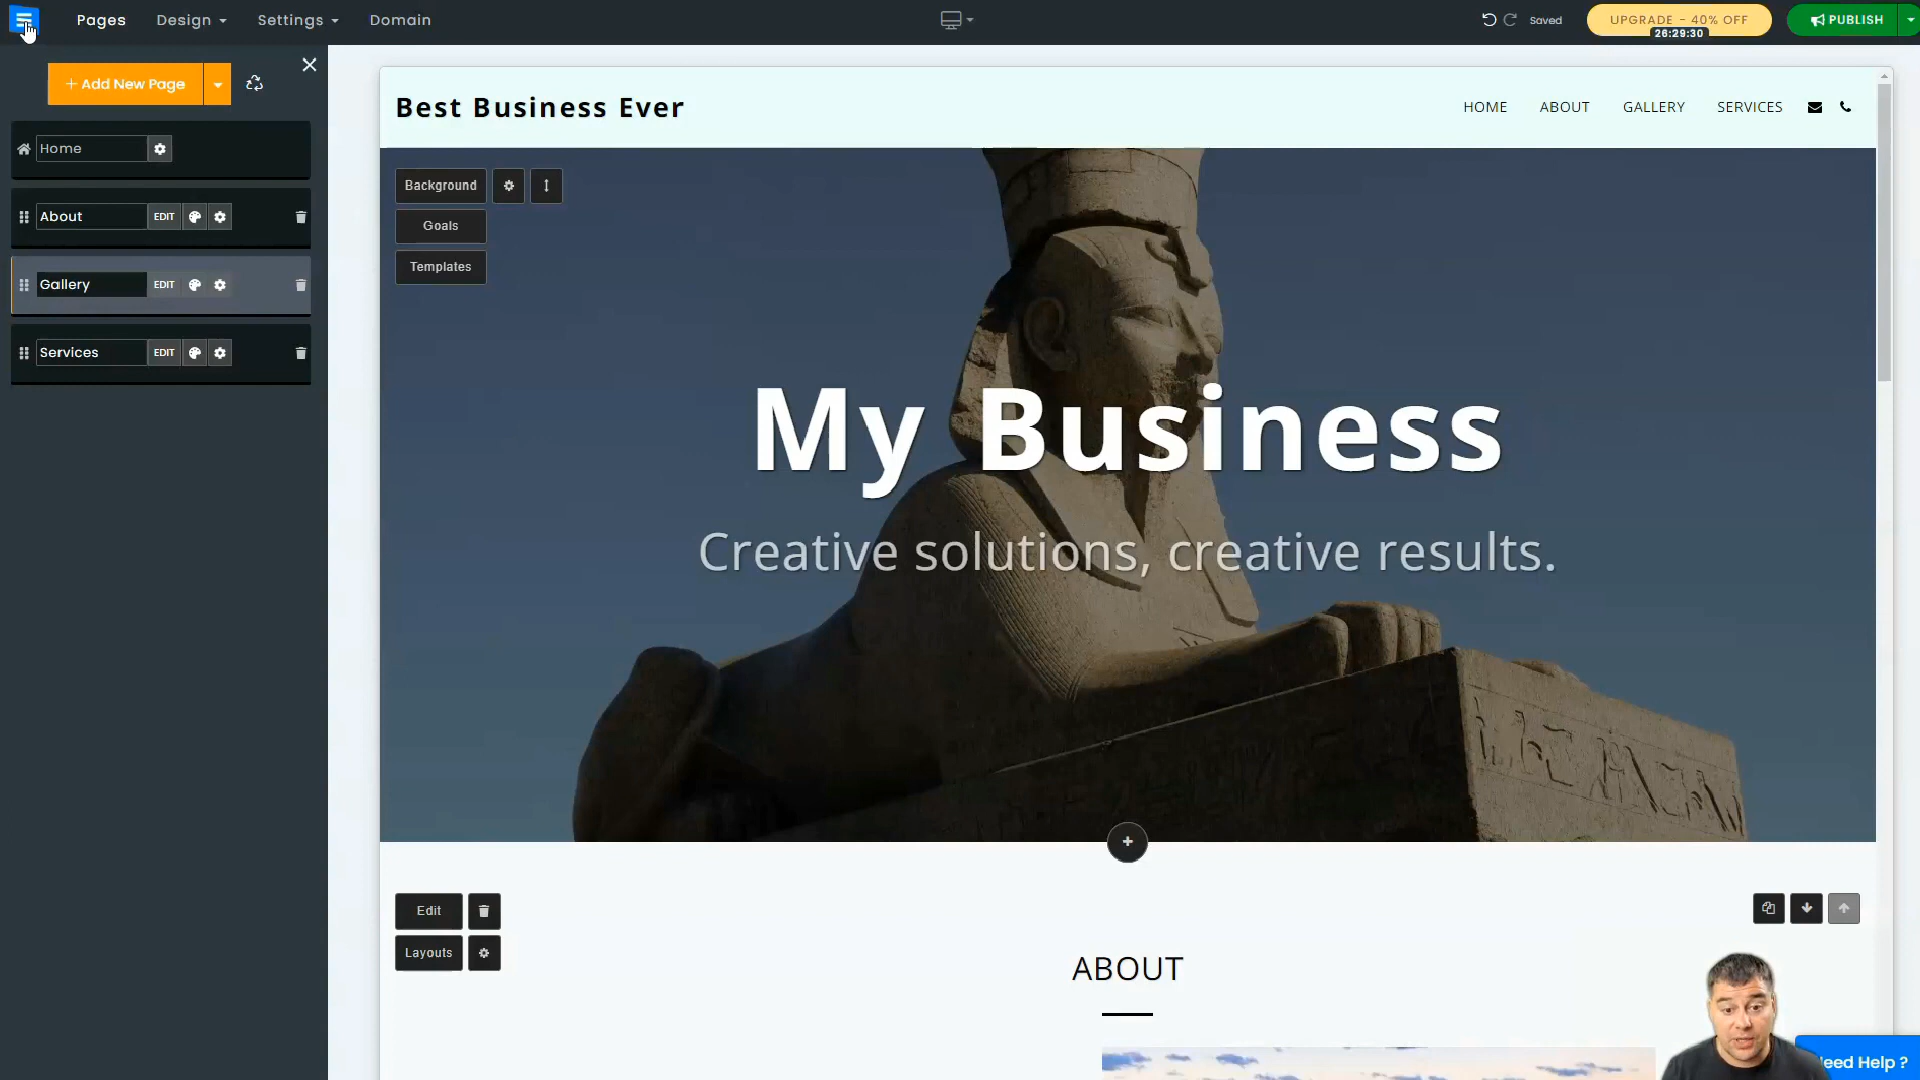 Pages
Design
Settings
Domain
Saved
UPGRADE - 40% OFF
26:29:30
PUBLISH
+ Add New Page
Home
About EDIT
Gallery EDIT
Services EDIT
Best Business Ever
HOME
ABOUT
GALLERY
SERVICES
Background
Goals
Templates
My Business
Creative solutions, creative results.
Edit
Layouts
ABOUT
eed Help ?